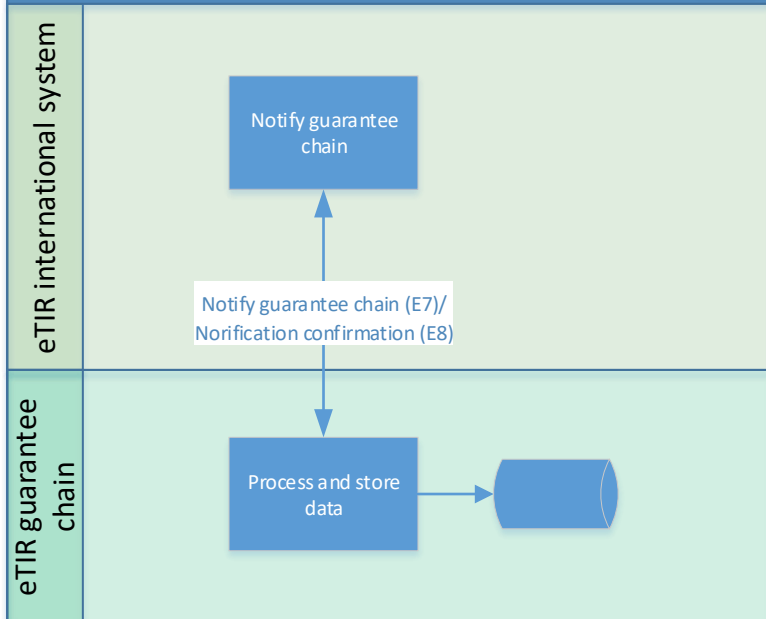 eTIR international system
Notify guarantee
chain
Notify guarantee chain (E7)/
Norification confirmation (E8)
eTIR guarantee
chain
Process and store
data